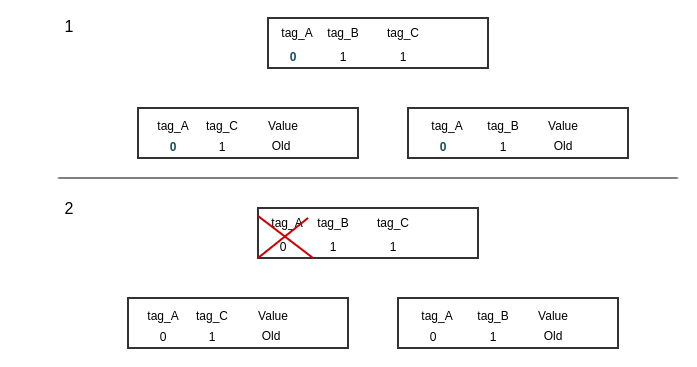 1
tag_A tag_B tag_C
0 1 1
tag_A tag_C Value
0 1 Old
tag_A tag_B Value
0 1 Old
2
tag_A tag_B tag_C
0 1 1
tag_A tag_C Value
0 1 Old
tag_A tag_B Value
0 1 Old